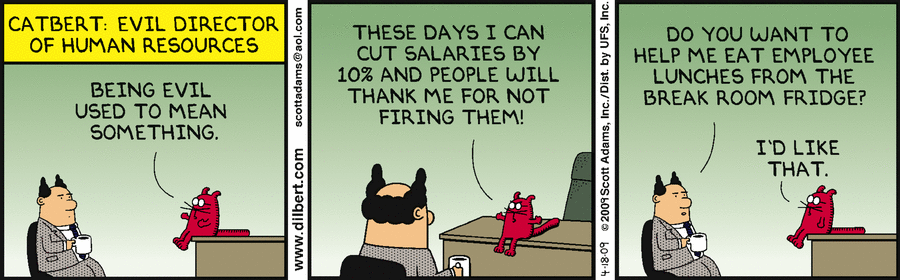 CATBERT: EVIL DIRECTOR
OF HUMAN RESOURCES
BEING EVIL
USED TO MEAN
SOMETHING.
www.dilbert.com
scottadams@aol.com
THESE DAYS I CAN
CUT SALARIES BY
10% AND PEOPLE WILL
THANK ME FOR NOT
FIRING THEM!
4-18-09 © 2009 Scott Adams, Inc./Dist. by UFS, Inc.
DO YOU WANT TO
HELP ME EAT EMPLOYEE
LUNCHES FROM THE
BREAK ROOM FRIDGE?
I'D LIKE
THAT.